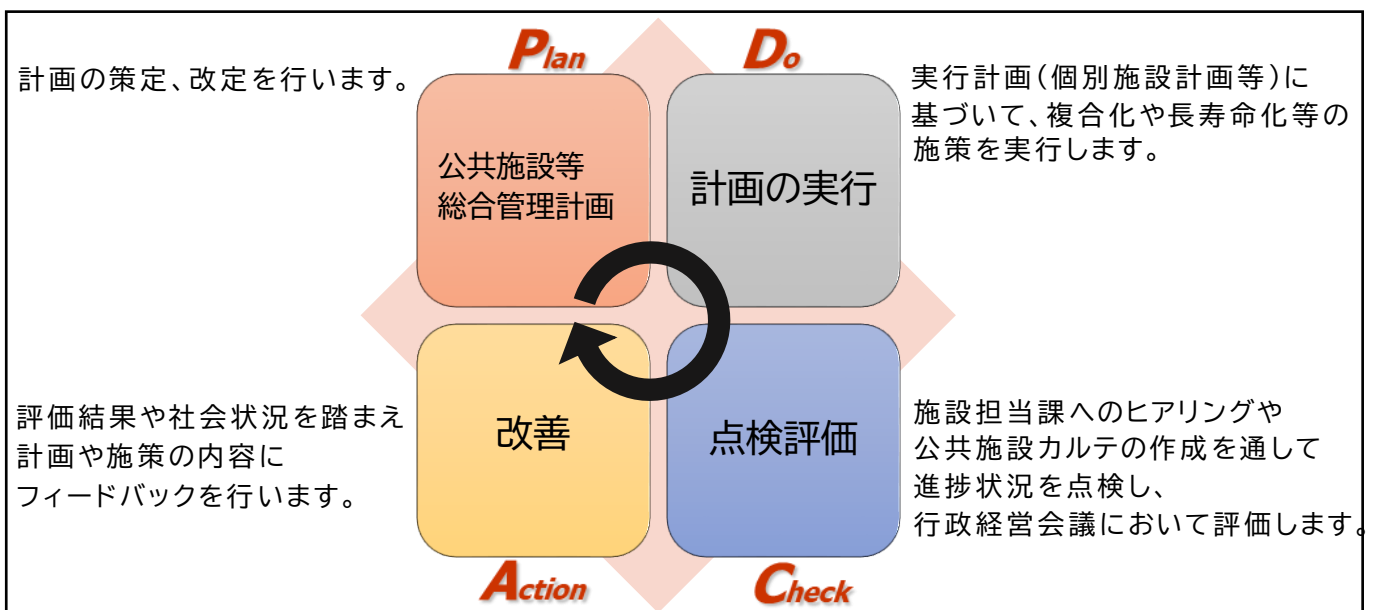 Plan
Do
計画の策定、改定を行います。
公共施設等
総合管理計画
計画の実行
実行計画(個別施設計画等)に
基づいて、複合化や長寿命化等の
施策を実行します。
評価結果や社会状況を踏まえ
計画や施策の内容に
フィードバックを行います。
改善
点検評価
施設担当課へのヒアリングや
公共施設カルテの作成を通して
進捗状況を点検し、
行政経営会議において評価します。
Action
Check